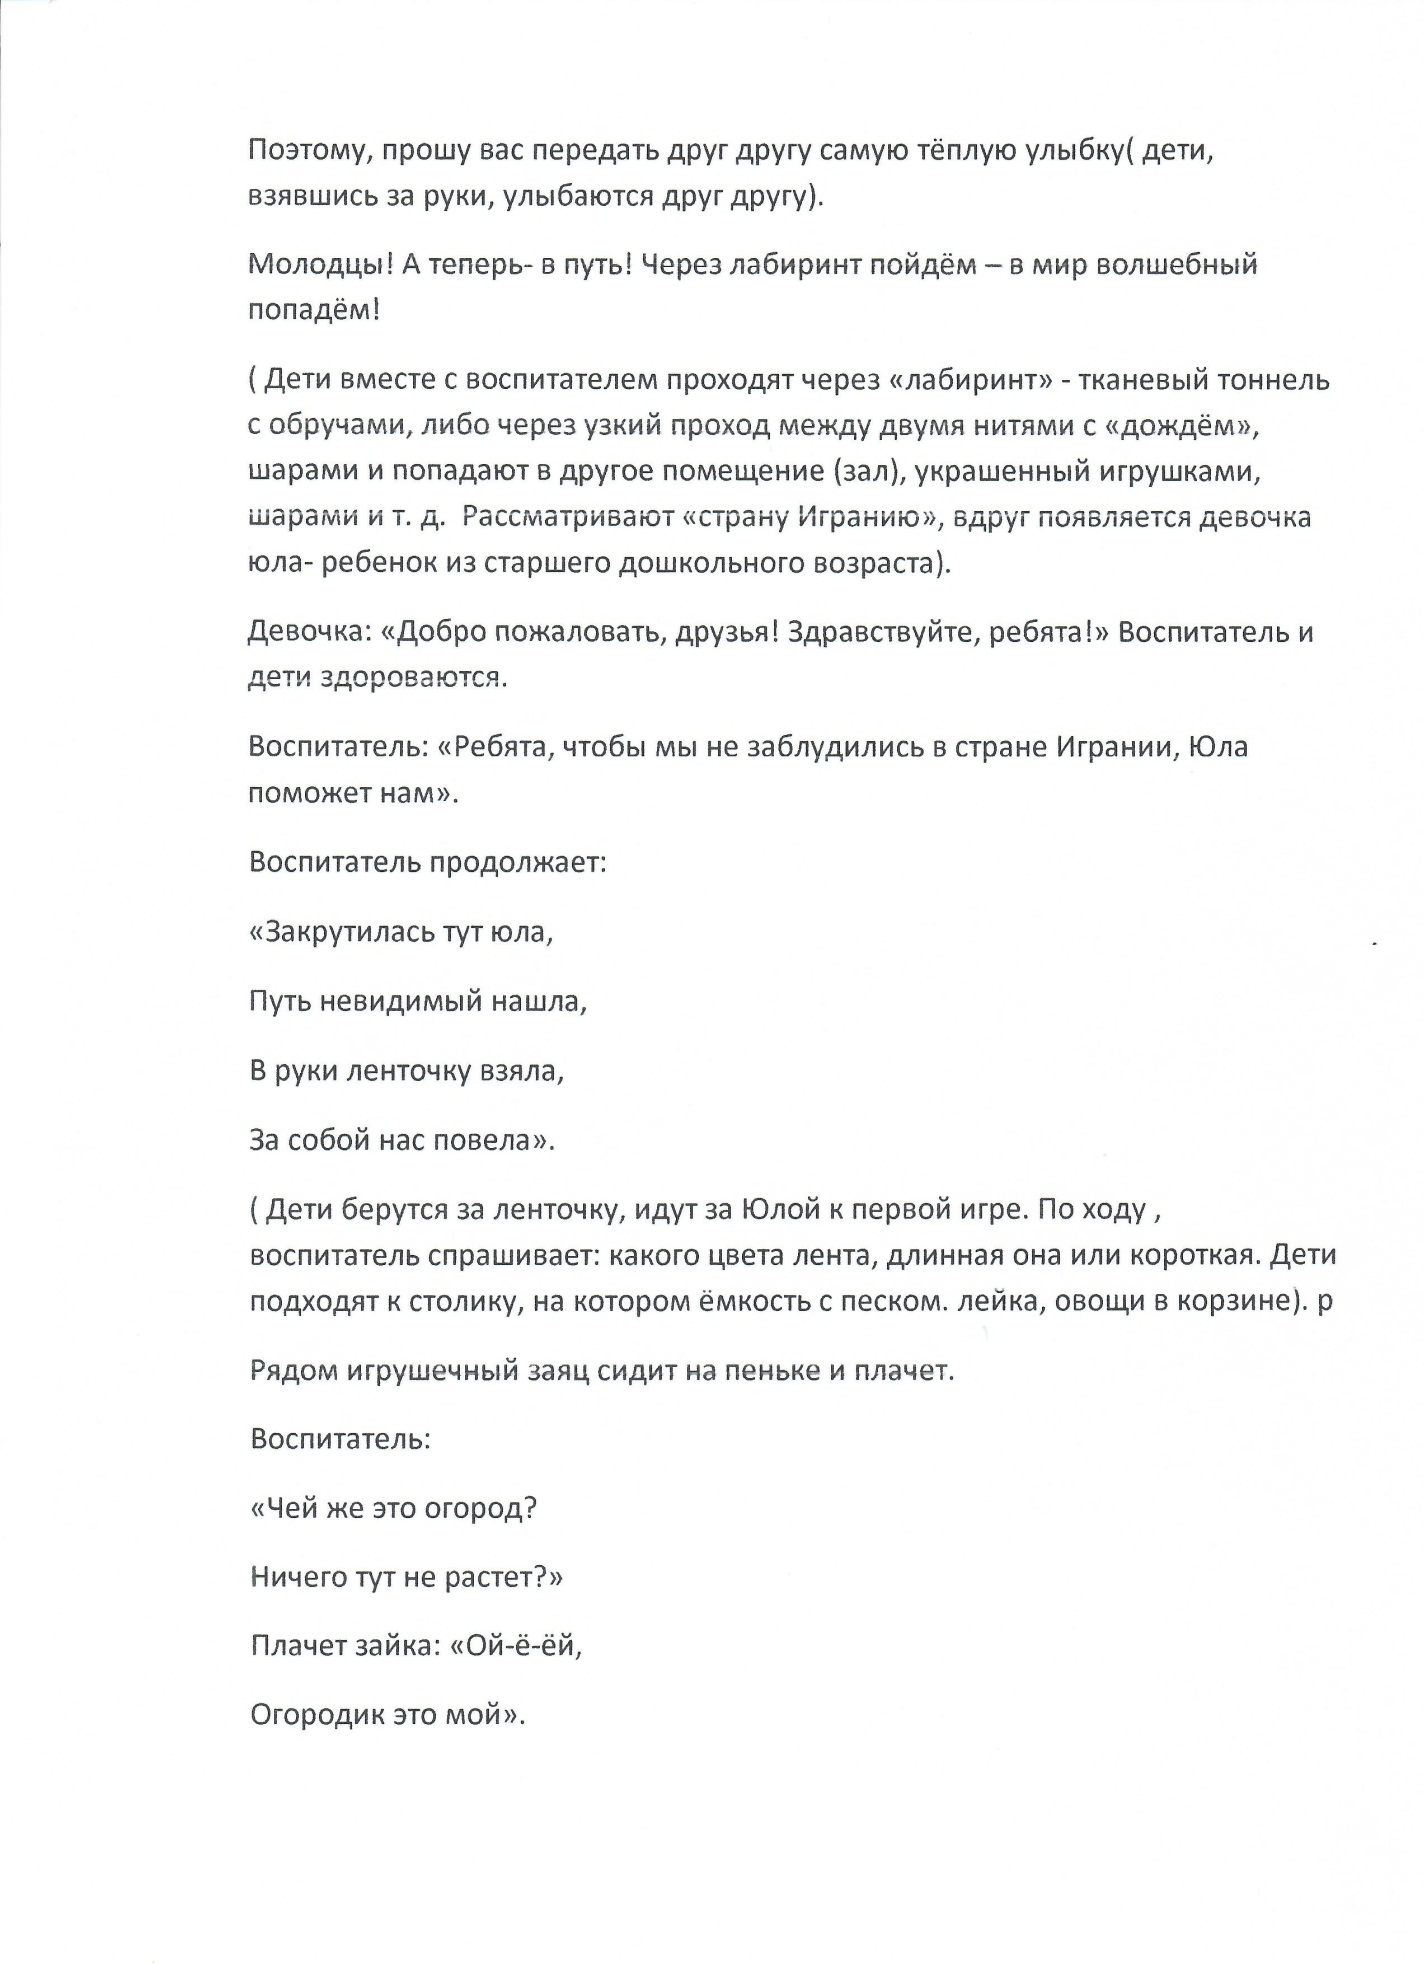 Поэтому, прошу вас передать друг другу самую тёплую улыбку( дети,
взявшись за руки, улыбаются друг другу).
Молодцы! А теперь- в путь! Через лабиринт пойдём – в мир волшебный
попадём!
( Дети вместе с воспитателем проходят через «лабиринт» - тканевый тоннель
с обручами, либо через узкий проход между двумя нитями с «дождём»,
шарами и попадают в другое помещение (зал), украшенный игрушками,
шарами и т. д.  Рассматривают «страну Игранию», вдруг появляется девочка
юла- ребенок из старшего дошкольного возраста).
Девочка: «Добро пожаловать, друзья! Здравствуйте, ребята!» Воспитатель и
дети здороваются.
Воспитатель: «Ребята, чтобы мы не заблудились в стране Игрании, Юла
поможет нам».
Воспитатель продолжает:
«Закрутилась тут юла,
Путь невидимый нашла,
В руки ленточку взяла,
За собой нас повела».
( Дети берутся за ленточку, идут за Юлой к первой игре. По ходу ,
воспитатель спрашивает: какого цвета лента, длинная она или короткая. Дети
подходят к столику, на котором ёмкость с песком. лейка, овощи в корзине). р
Рядом игрушечный заяц сидит на пеньке и плачет.
Воспитатель:
«Чей же это огород?
Ничего тут не растет?»
Плачет зайка: «Ой-ё-ёй,
Огородик это мой».